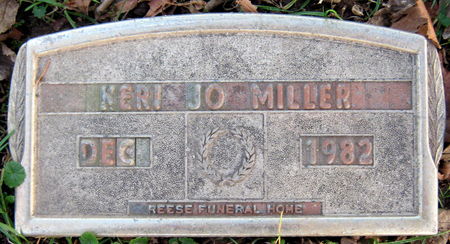 KERI JO MILLER
DEC 1982
REESE FUNERAL HOME